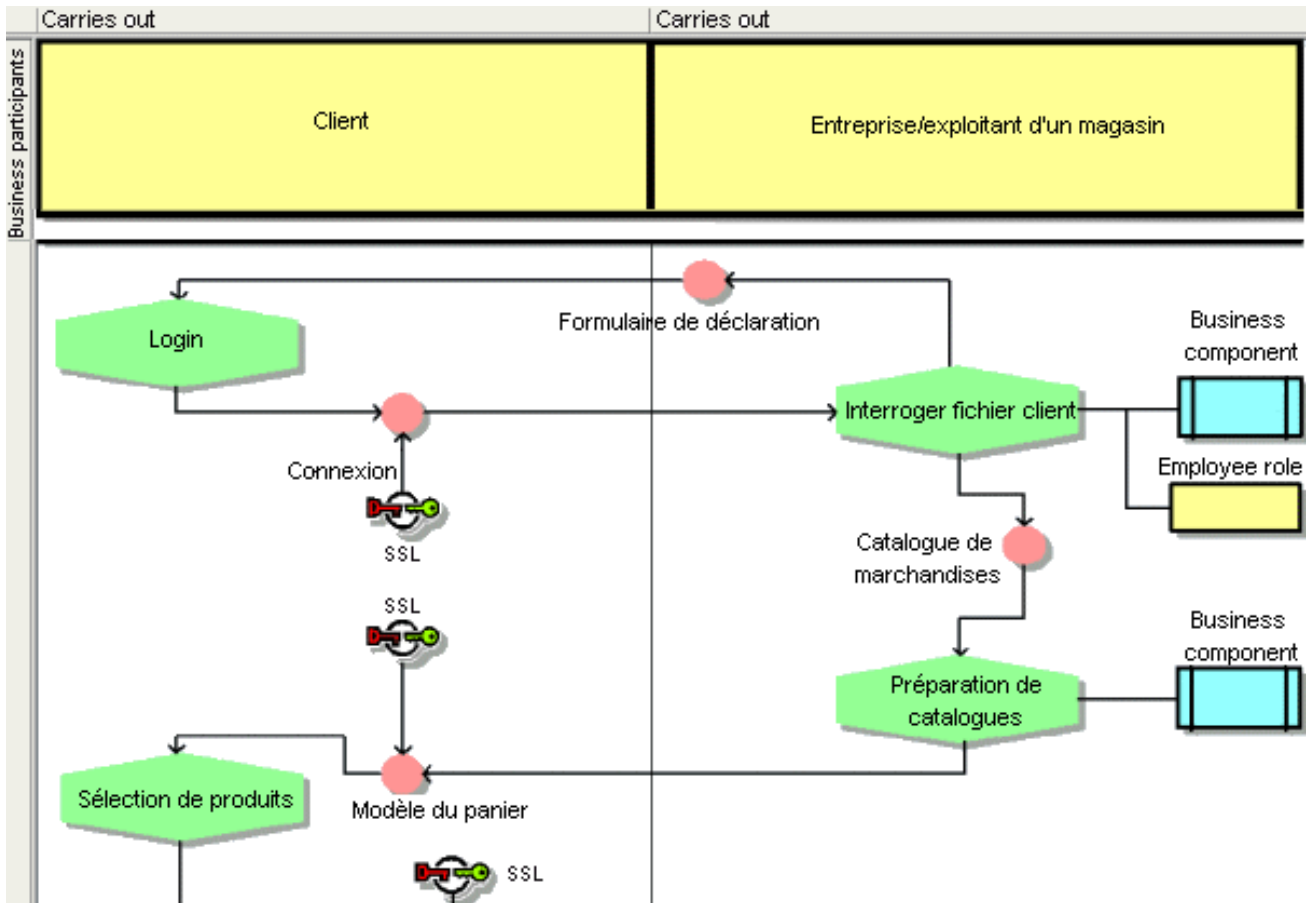 Carries out
Carries out
Business participants
Client
Entreprise/exploitant d'un magasin
Formulaire de déclaration
Login
Business
component
Interroger fichier client
Connexion
Employee role
SSL
Catalogue de
marchandises
SSL
Business
component
Préparation de
catalogues
Sélection de produits
Modèle du panier
SSL